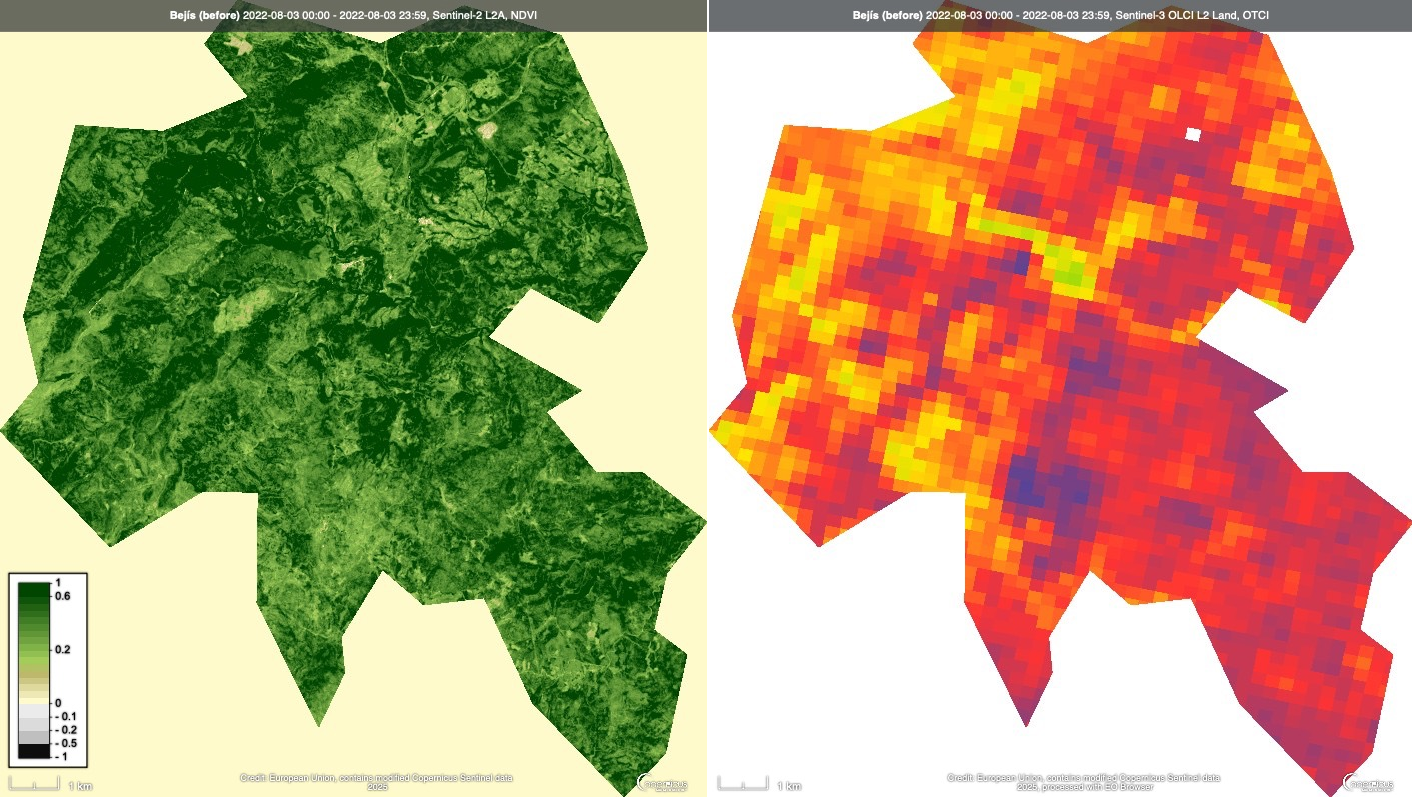 Bejís (before) 2022-08-03 00:00 - 2022-08-03 23:59, Sentinel-2 L2A, NDVI
Bejís (before) 2022-08-03 00:00 - 2022-08-03 23:59, Sentinel-3 OLCI L2 Land, OTCI
1
0.6
0.2
0
- 0.1
- 0.2
- 0.5
- 1
1 km
Credit: European Union, contains modified Copernicus Sentinel data
2025
opernicus
1 km
Credit: European Union, contains modified Copernicus Sentinel data
2025, processed with EO Browser
opernicus